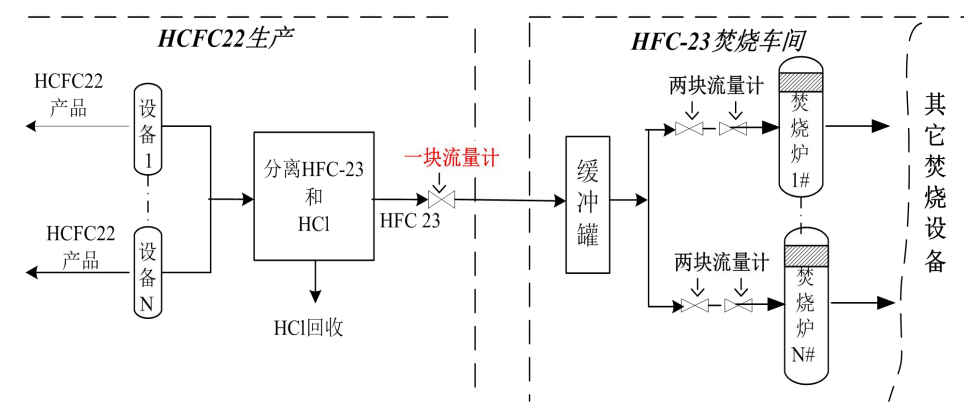 HCFC22生产
HCFC22
产品
设备1
分离HFC-23
和
HCl
一块流量计
HFC 23
HCFC22
产品
设备N
HCl回收
HFC-23焚烧车间
缓冲罐
两块流量计
焚烧炉1#
两块流量计
焚烧炉N#
其它焚烧设备